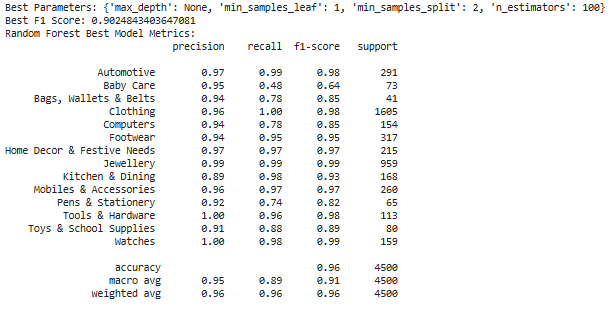 Best Parameters: {'max_depth': None, 'min_samples_leaf': 1, 'min_samples_split': 2, 'n_estimators': 100}
Best F1 Score: 0.9024843403647081
Random Forest Best Model Metrics:
precision recall f1-score support
Automotive 0.97 0.99 0.98 291
Baby Care 0.95 0.48 0.64 73
Bags, Wallets & Belts 0.94 0.78 0.85 41
Clothing 0.96 1.00 0.98 1605
Computers 0.94 0.78 0.85 154
Footwear 0.94 0.95 0.95 317
Home Decor & Festive Needs 0.97 0.97 0.97 215
Jewellery 0.99 0.99 0.99 959
Kitchen & Dining 0.89 0.98 0.93 168
Mobiles & Accessories 0.96 0.97 0.97 260
Pens & Stationery 0.92 0.74 0.82 65
Tools & Hardware 1.00 0.96 0.98 113
Toys & School Supplies 0.91 0.88 0.89 80
Watches 1.00 0.98 0.99 159
accuracy 0.96 4500
macro avg 0.95 0.89 0.91 4500
weighted avg 0.96 0.96 0.96 4500